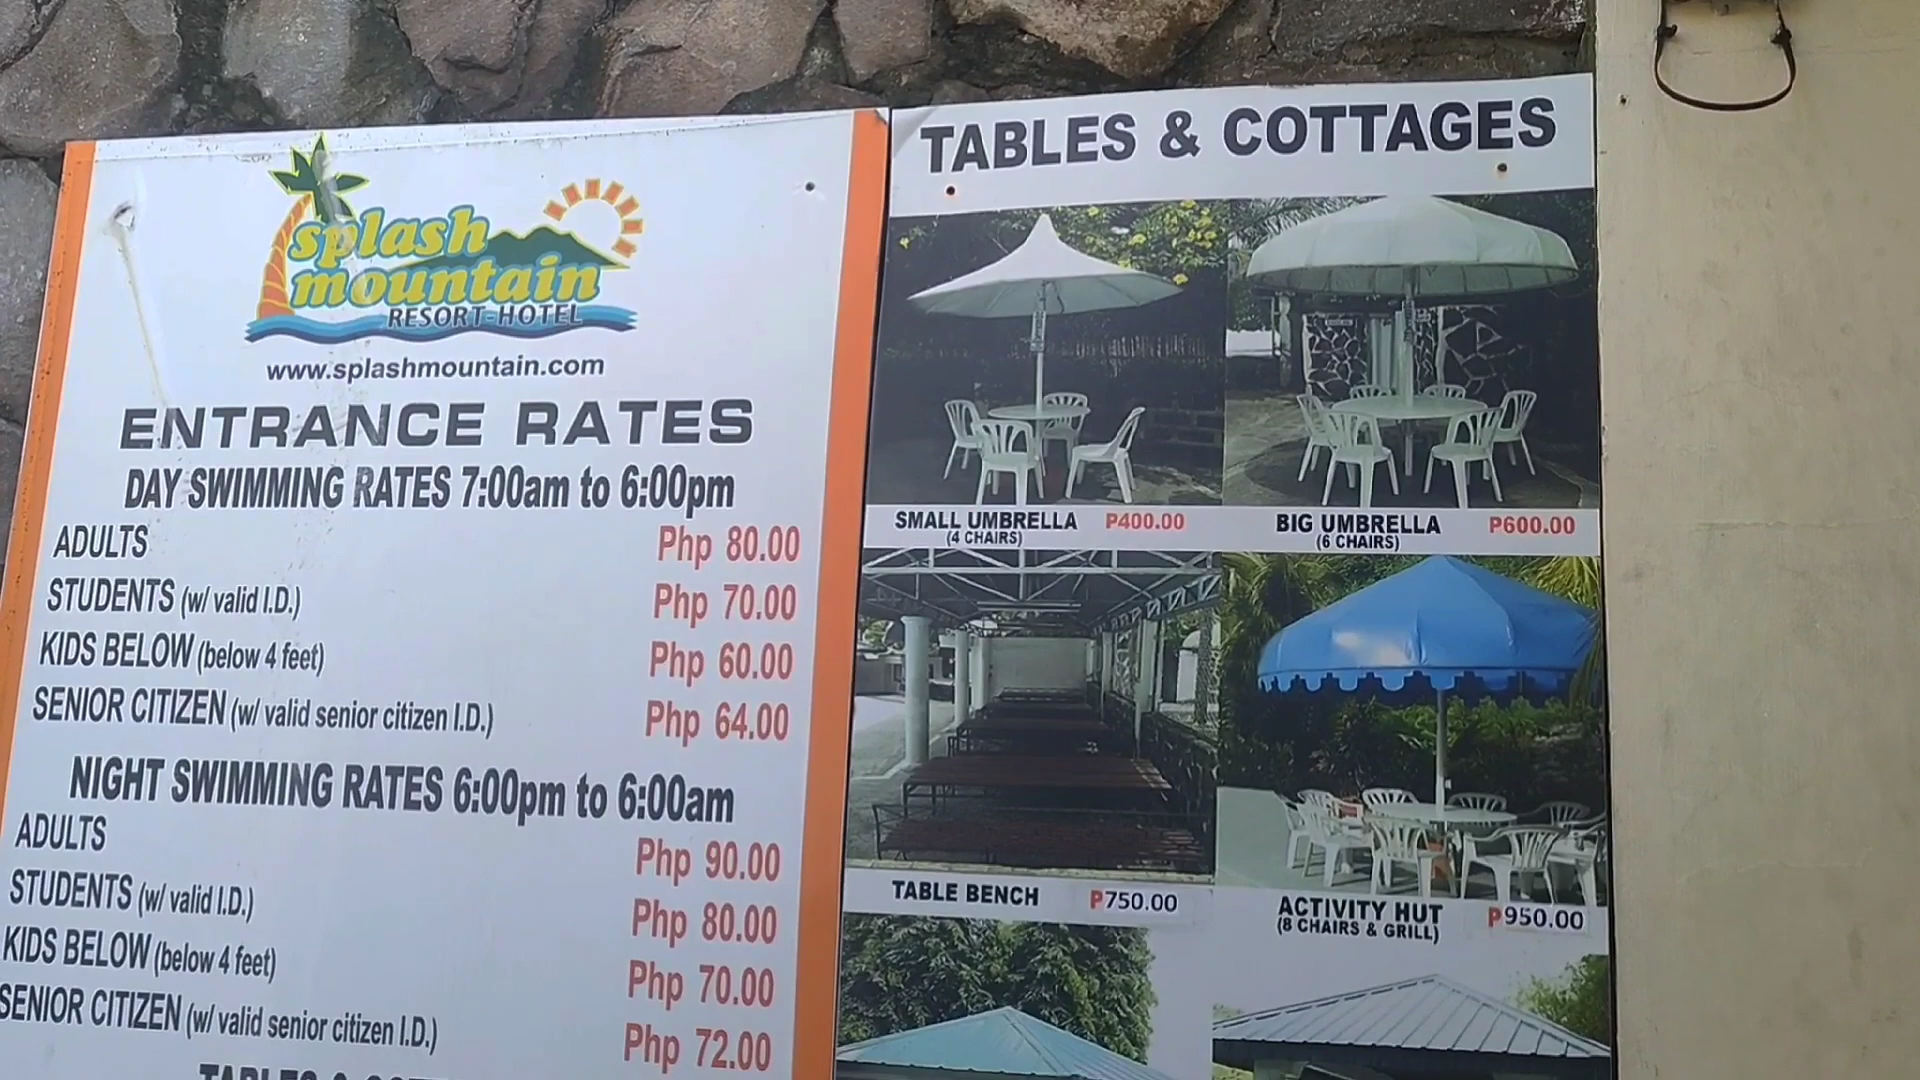 splash
mountain
RESORT-HOTEL
www.splashmountain.com
ENTRANCE RATES
DAY SWIMMING RATES 7:00am to 6:00pm
ADULTS Php 80.00
STUDENTS (w/ valid I.D.) Php 70.00
KIDS BELOW (below 4 feet) Php 60.00
SENIOR CITIZEN (w/ valid senior citizen I.D.) Php 64.00
NIGHT SWIMMING RATES 6:00pm to 6:00am
ADULTS Php 90.00
STUDENTS (w/ valid I.D.) Php 80.00
KIDS BELOW (below 4 feet) Php 70.00
SENIOR CITIZEN (w/ valid senior citizen I.D.) Php 72.00
TABLES & COTTAGES
SMALL UMBRELLA P400.00
(4 CHAIRS)
BIG UMBRELLA P600.00
(6 CHAIRS)
TABLE BENCH P750.00
ACTIVITY HUT P950.00
(8 CHAIRS & GRILL)